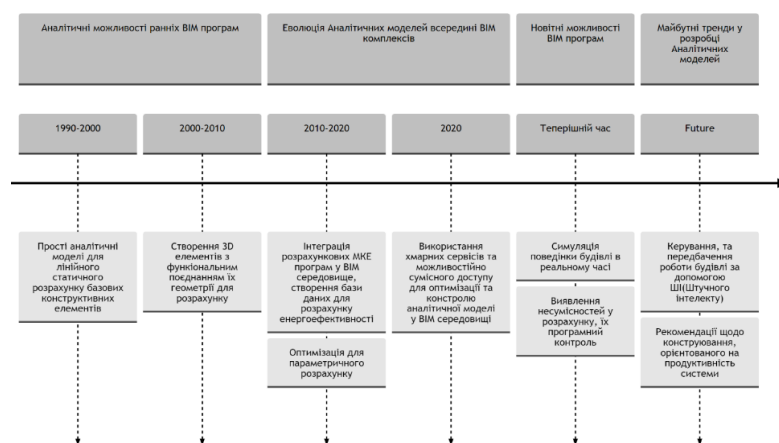 Аналітичні можливості ранніх BIM програм
Еволюція Аналітичних моделей всередині BIM
комплексів
Новітні можливості
BIM програм
Майбутні тренди у
розробці
Аналітичних
моделей
1990-2000
2000-2010
2010-2020
2020
Теперішній час
Future
Прості аналітичні
моделі для
лінійного
статичного
розрахунку базових
конструктивних
елементів
Створення 3D
елементів з
функціональним
поєднанням їх
геометрії для
розрахунку
Інтеграція
розрахункових МКЕ
програм у BIM
середовище,
створення бази
даних для
розрахунку
енергоефективності
Оптимізація для
параметричного
розрахунку
Використання
хмарних сервісів та
можливостійно
сумісного доступу
для оптимізації та
контролю
аналітичної моделі
у BIM середовищі
Симуляція
поведінки будівлі в
реальному часі
Виявлення
несумісностей у
розрахунку, їх
програмний
контроль
Керування, та
передбачення
роботи будівлі за
допомогою
ШІ(Штучного
інтелекту)
Рекомендації щодо
конструювання,
орієнтованого на
продуктивність
системи